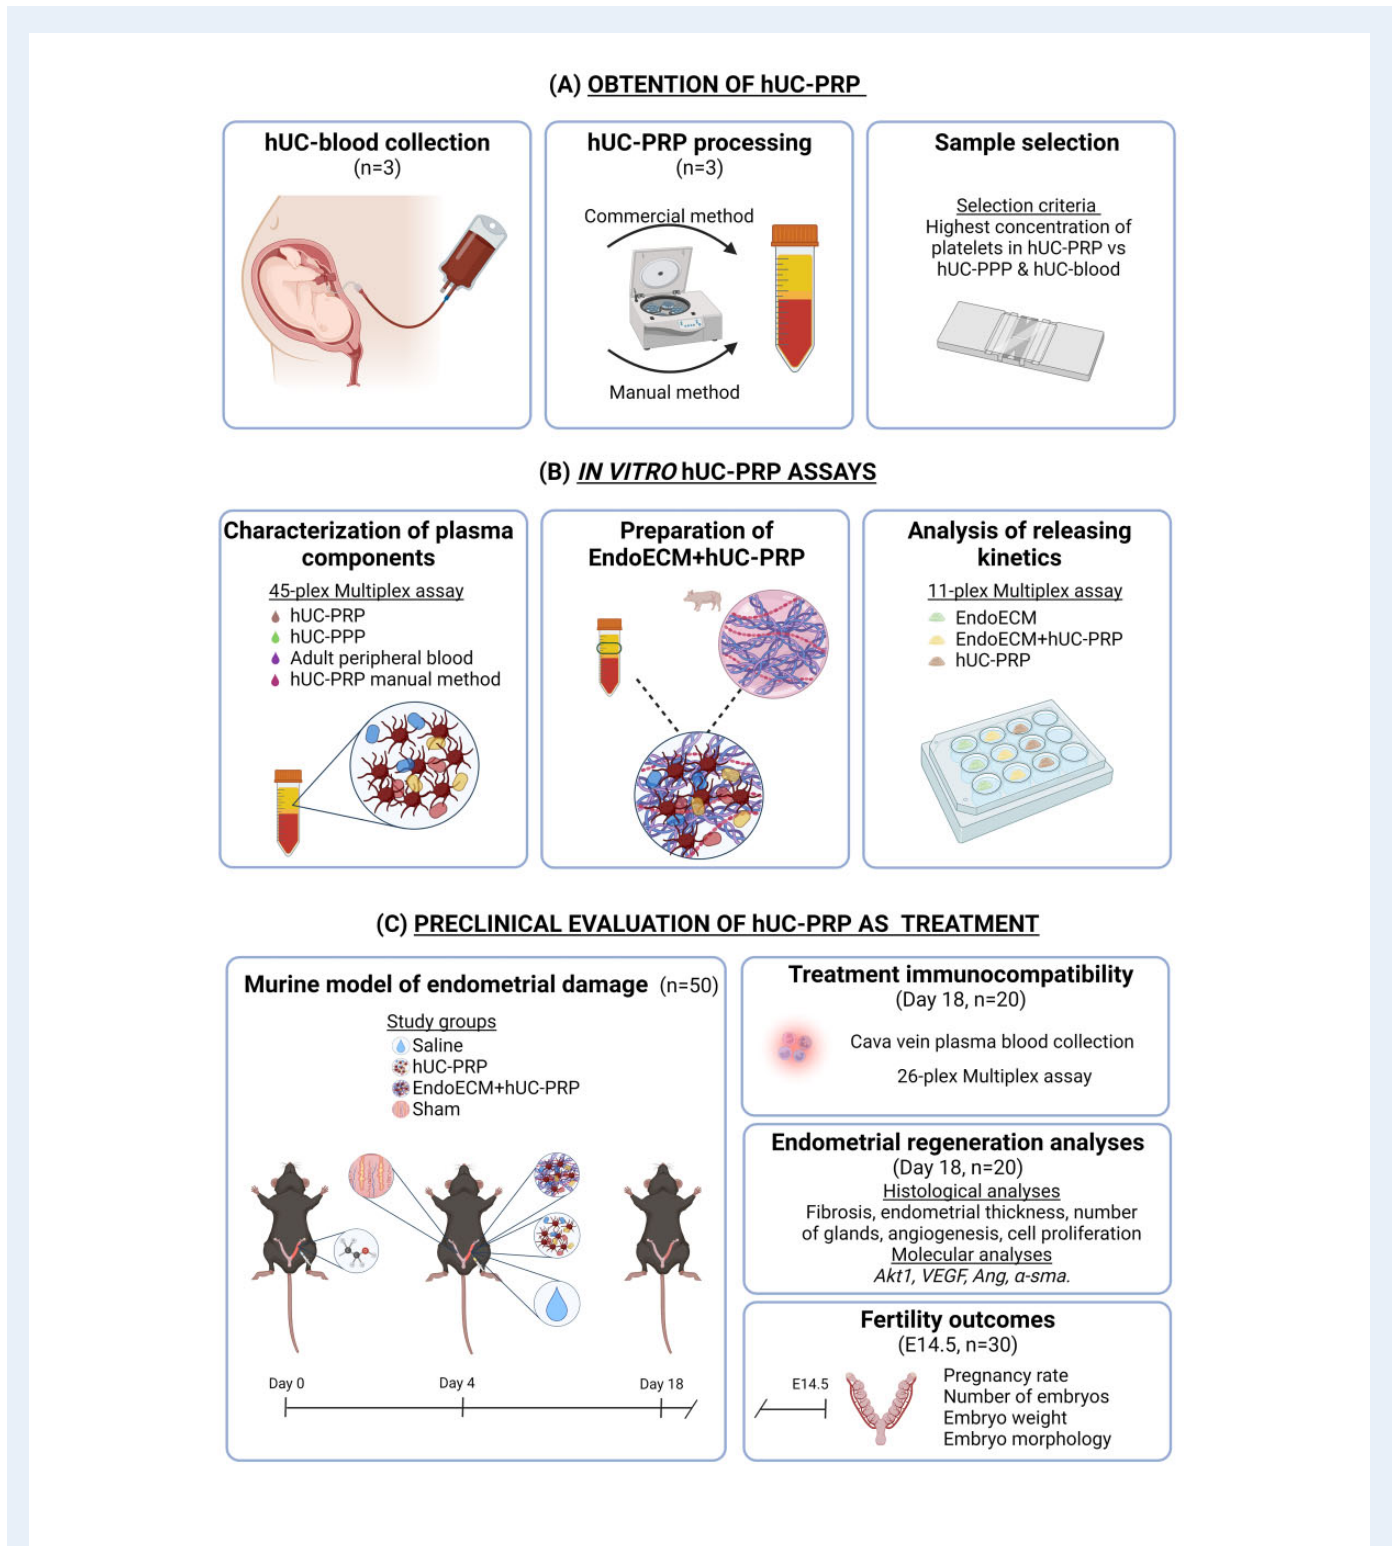 (A) OBTENTION OF hUC-PRP
hUC-blood collection
(n=3)
hUC-PRP processing
(n=3)
Commercial method
Manual method
Sample selection
Selection criteria
Highest concentration of
platelets in hUC-PRP vs
hUC-PPP & hUC-blood
(B) IN VITRO hUC-PRP ASSAYS
Characterization of plasma
components
45-plex Multiplex assay
hUC-PRP
hUC-PPP
Adult peripheral blood
hUC-PRP manual method
Preparation of
EndoECM+hUC-PRP
Analysis of releasing
kinetics
11-plex Multiplex assay
EndoECM
EndoECM+hUC-PRP
hUC-PRP
(C) PRECLINICAL EVALUATION OF hUC-PRP AS TREATMENT
Murine model of endometrial damage (n=50)
Study groups
Saline
hUC-PRP
EndoECM+hUC-PRP
Sham
Day 0
Day 4
Day 18
Treatment immunocompatibility
(Day 18, n=20)
Cava vein plasma blood collection
26-plex Multiplex assay
Endometrial regeneration analyses
(Day 18, n=20)
Histological analyses
Fibrosis, endometrial thickness, number
of glands, angiogenesis, cell proliferation
Molecular analyses
Akt1, VEGF, Ang, α-sma.
Fertility outcomes
(E14.5, n=30)
E14.5
Pregnancy rate
Number of embryos
Embryo weight
Embryo morphology